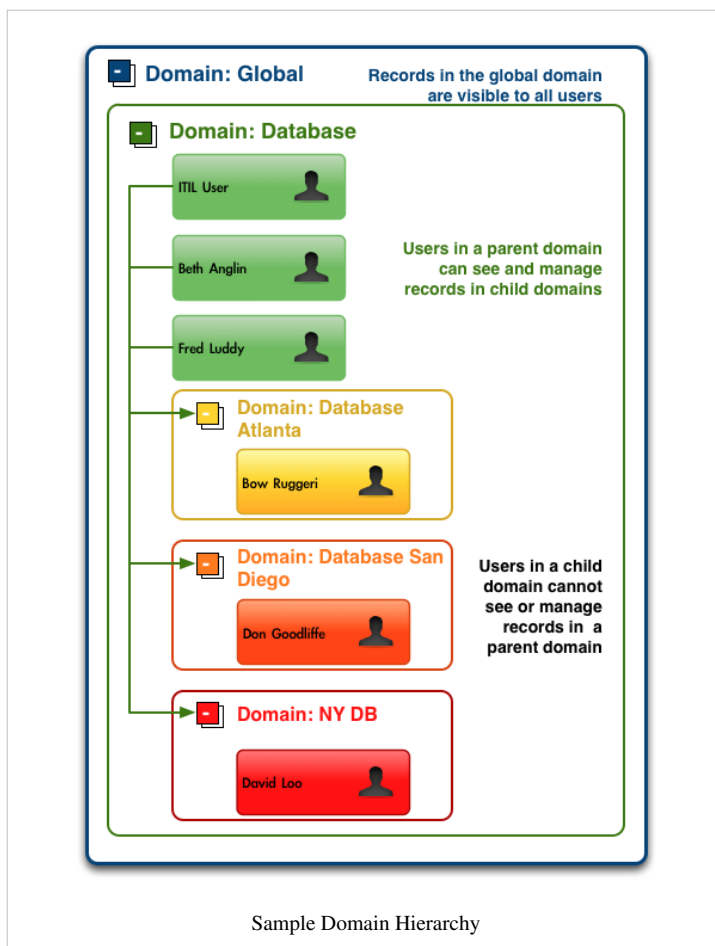 Domain: Global
Records in the global domain
are visible to all users
Domain: Database
ITIL User
Beth Anglin
Users in a parent domain
can see and manage
records in child domains
Fred Luddy
Domain: Database
Atlanta
Bow Ruggeri
Domain: Database San
Diego
Don Goodliffe
Users in a child
domain cannot
see or manage
records in a
parent domain
Domain: NY DB
David Loo
Sample Domain Hierarchy